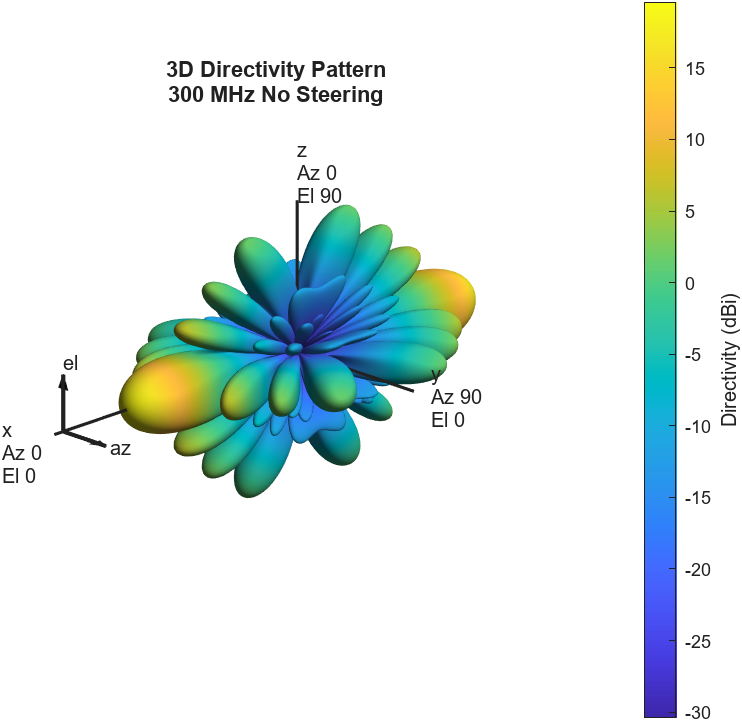 3D Directivity Pattern
300 MHz No Steering
z
Az 0
El 90
y
Az 90
El 0
x
Az 0
El 0
el
az
15
10
5
0
-5
-10
-15
-20
-25
-30
Directivity (dBi)